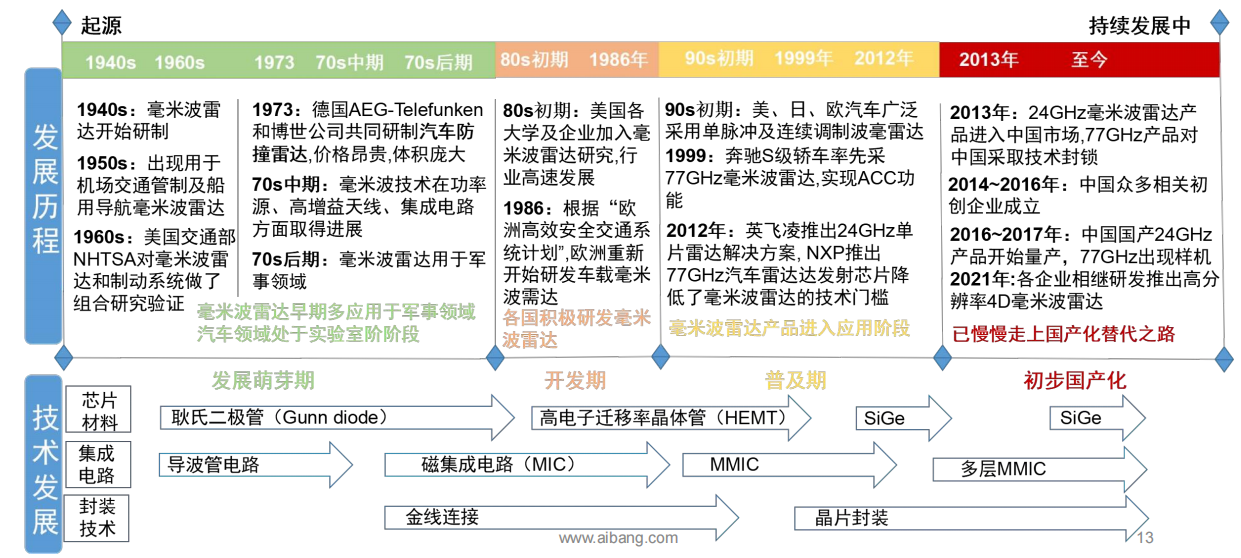 起源
持续发展中
1940s 1960s 1973 70s中期 70s后期 80s初期 1986年 90s初期 1999年 2012年 2013年 至今
发展历程
1940s：毫米波雷
达开始研制
1950s：出现用于
机场交通管制及船
用导航毫米波雷达
1960s：美国交通部
NHTSA对毫米波雷
达和制动系统做了
组合研究验证
1973：德国AEG-Telefunken
和博世公司共同研制汽车防
撞雷达,价格昂贵,体积庞大
70s中期：毫米波技术在功率
源、高增益天线、集成电路
方面取得进展
70s后期：毫米波雷达用于军
事领域
毫米波雷达早期多应用于军事领域
汽车领域处于实验室阶阶段
80s初期：美国各
大学及企业加入毫
米波雷达研究,行
业高速发展
1986：根据“欧
洲高效安全交通系
统计划”,欧洲重新
开始研发车载毫米
波需达
各国积极研发毫米
波雷达
90s初期：美、日、欧汽车广泛
采用单脉冲及连续调制波毫雷达
1999：奔驰S级轿车率先采
77GHz毫米波雷达,实现ACC功
能
2012年：英飞凌推出24GHz单
片雷达解决方案, NXP推出
77GHz汽车雷达达发射芯片降
低了毫米波雷达的技术门槛
毫米波雷达产品进入应用阶段
2013年：24GHz毫米波雷达产
品进入中国市场,77GHz产品对
中国采取技术封锁
2014~2016年：中国众多相关初
创企业成立
2016~2017年：中国国产24GHz
产品开始量产，77GHz出现样机
2021年:各企业相继研发推出高分
辨率4D毫米波雷达
已慢慢走上国产化替代之路
发展萌芽期
开发期
普及期
初步国产化
技术发展
芯片
材料
耿氏二极管（Gunn diode）
高电子迁移率晶体管（HEMT）
SiGe
SiGe
集成
电路
导波管电路
磁集成电路（MIC）
MMIC
多层MMIC
封装
技术
金线连接
晶片封装
www.aibang.com
13